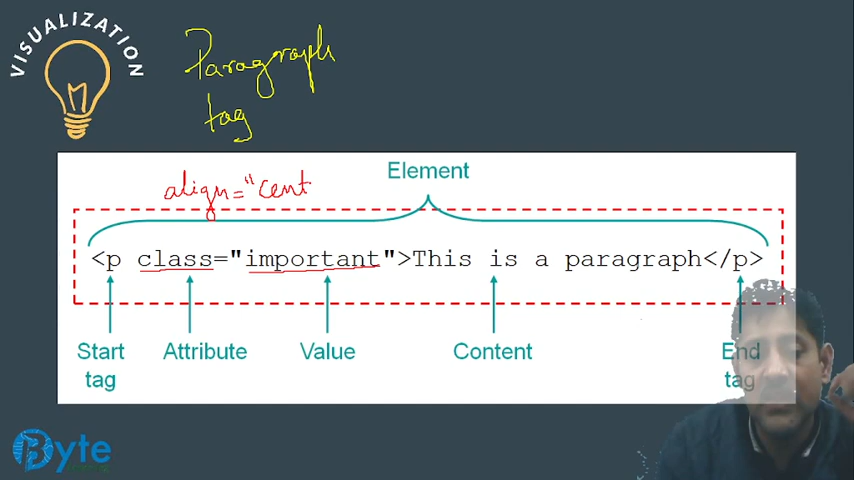 VISUALIZATION
Paragraph
tag
Element
align="cent
<p class="important">This is a paragraph</p>
Start tag
Attribute
Value
Content
End tag
Byte